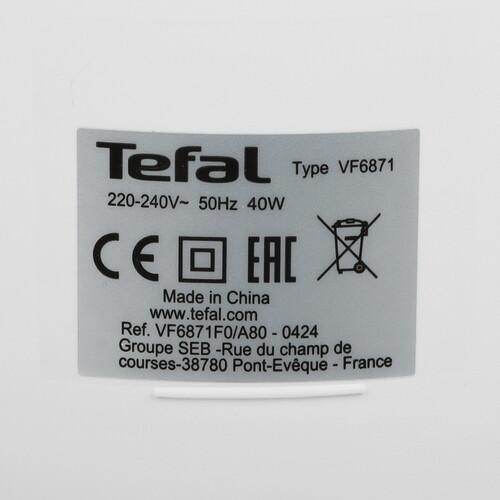 Tefal Type VF6871
220-240V~ 50Hz 40W
CE EAC
Made in China
www.tefal.com
Ref. VF6871F0/A80 - 0424
Groupe SEB -Rue du champ de
courses-38780 Pont-Evêque - France